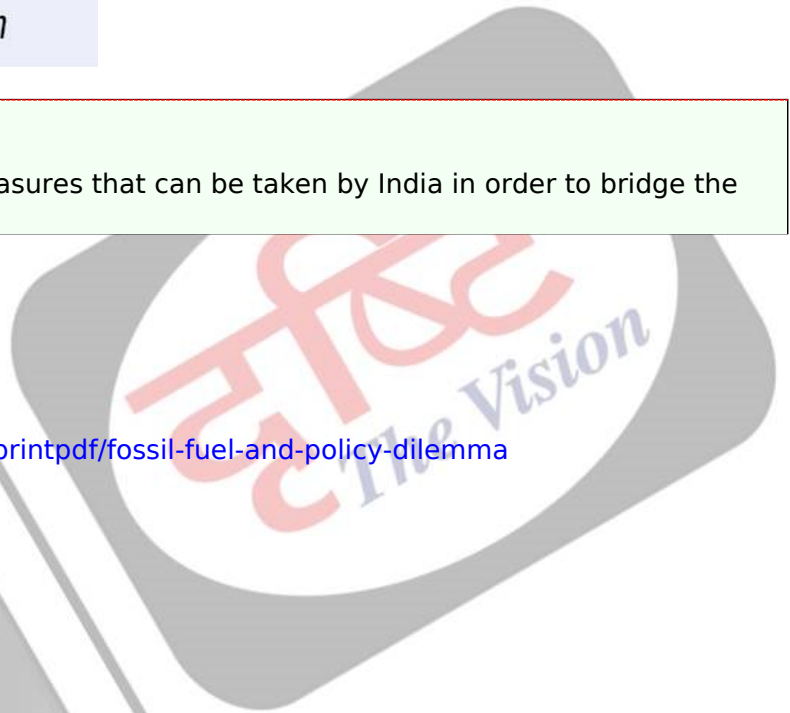 n
asures that can be taken by India in order to bridge the
दृष्टि
The Vision
printpdf/fossil-fuel-and-policy-dilemma